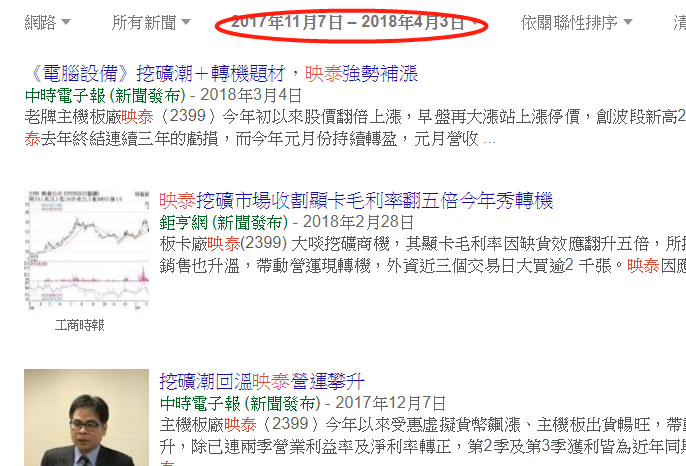 網路 所有新聞 2017年11月7日 – 2018年4月3日 依關聯性排序 清
《電腦設備》挖礦潮＋轉機題材，映泰強勢補漲
中時電子報 (新聞發布) - 2018年3月4日
老牌主機板廠映泰（2399）今年初以來股價翻倍上漲，早盤再大漲站上漲停價，創波段新高2
泰去年終結連續三年的虧損，而今年元月份持續轉盈，元月營收 ...
映泰挖礦市場收割顯卡毛利率翻五倍今年秀轉機
鉅亨網 (新聞發布) - 2018年2月28日
板卡廠映泰(2399) 大啖挖礦商機，其顯卡毛利率因缺貨效應翻升五倍，所
銷售也升溫，帶動營運現轉機，外資近三個交易日大買逾2 千張。映泰因應
工商時報
挖礦潮回溫映泰營運攀升
中時電子報 (新聞發布) - 2017年12月7日
主機板廠映泰（2399）今年以來受惠虛擬貨幣飆漲、主機板出貨暢旺，帶動
升，除已連兩季營業利益率及淨利率轉正，第2季及第3季獲利皆為近年同期